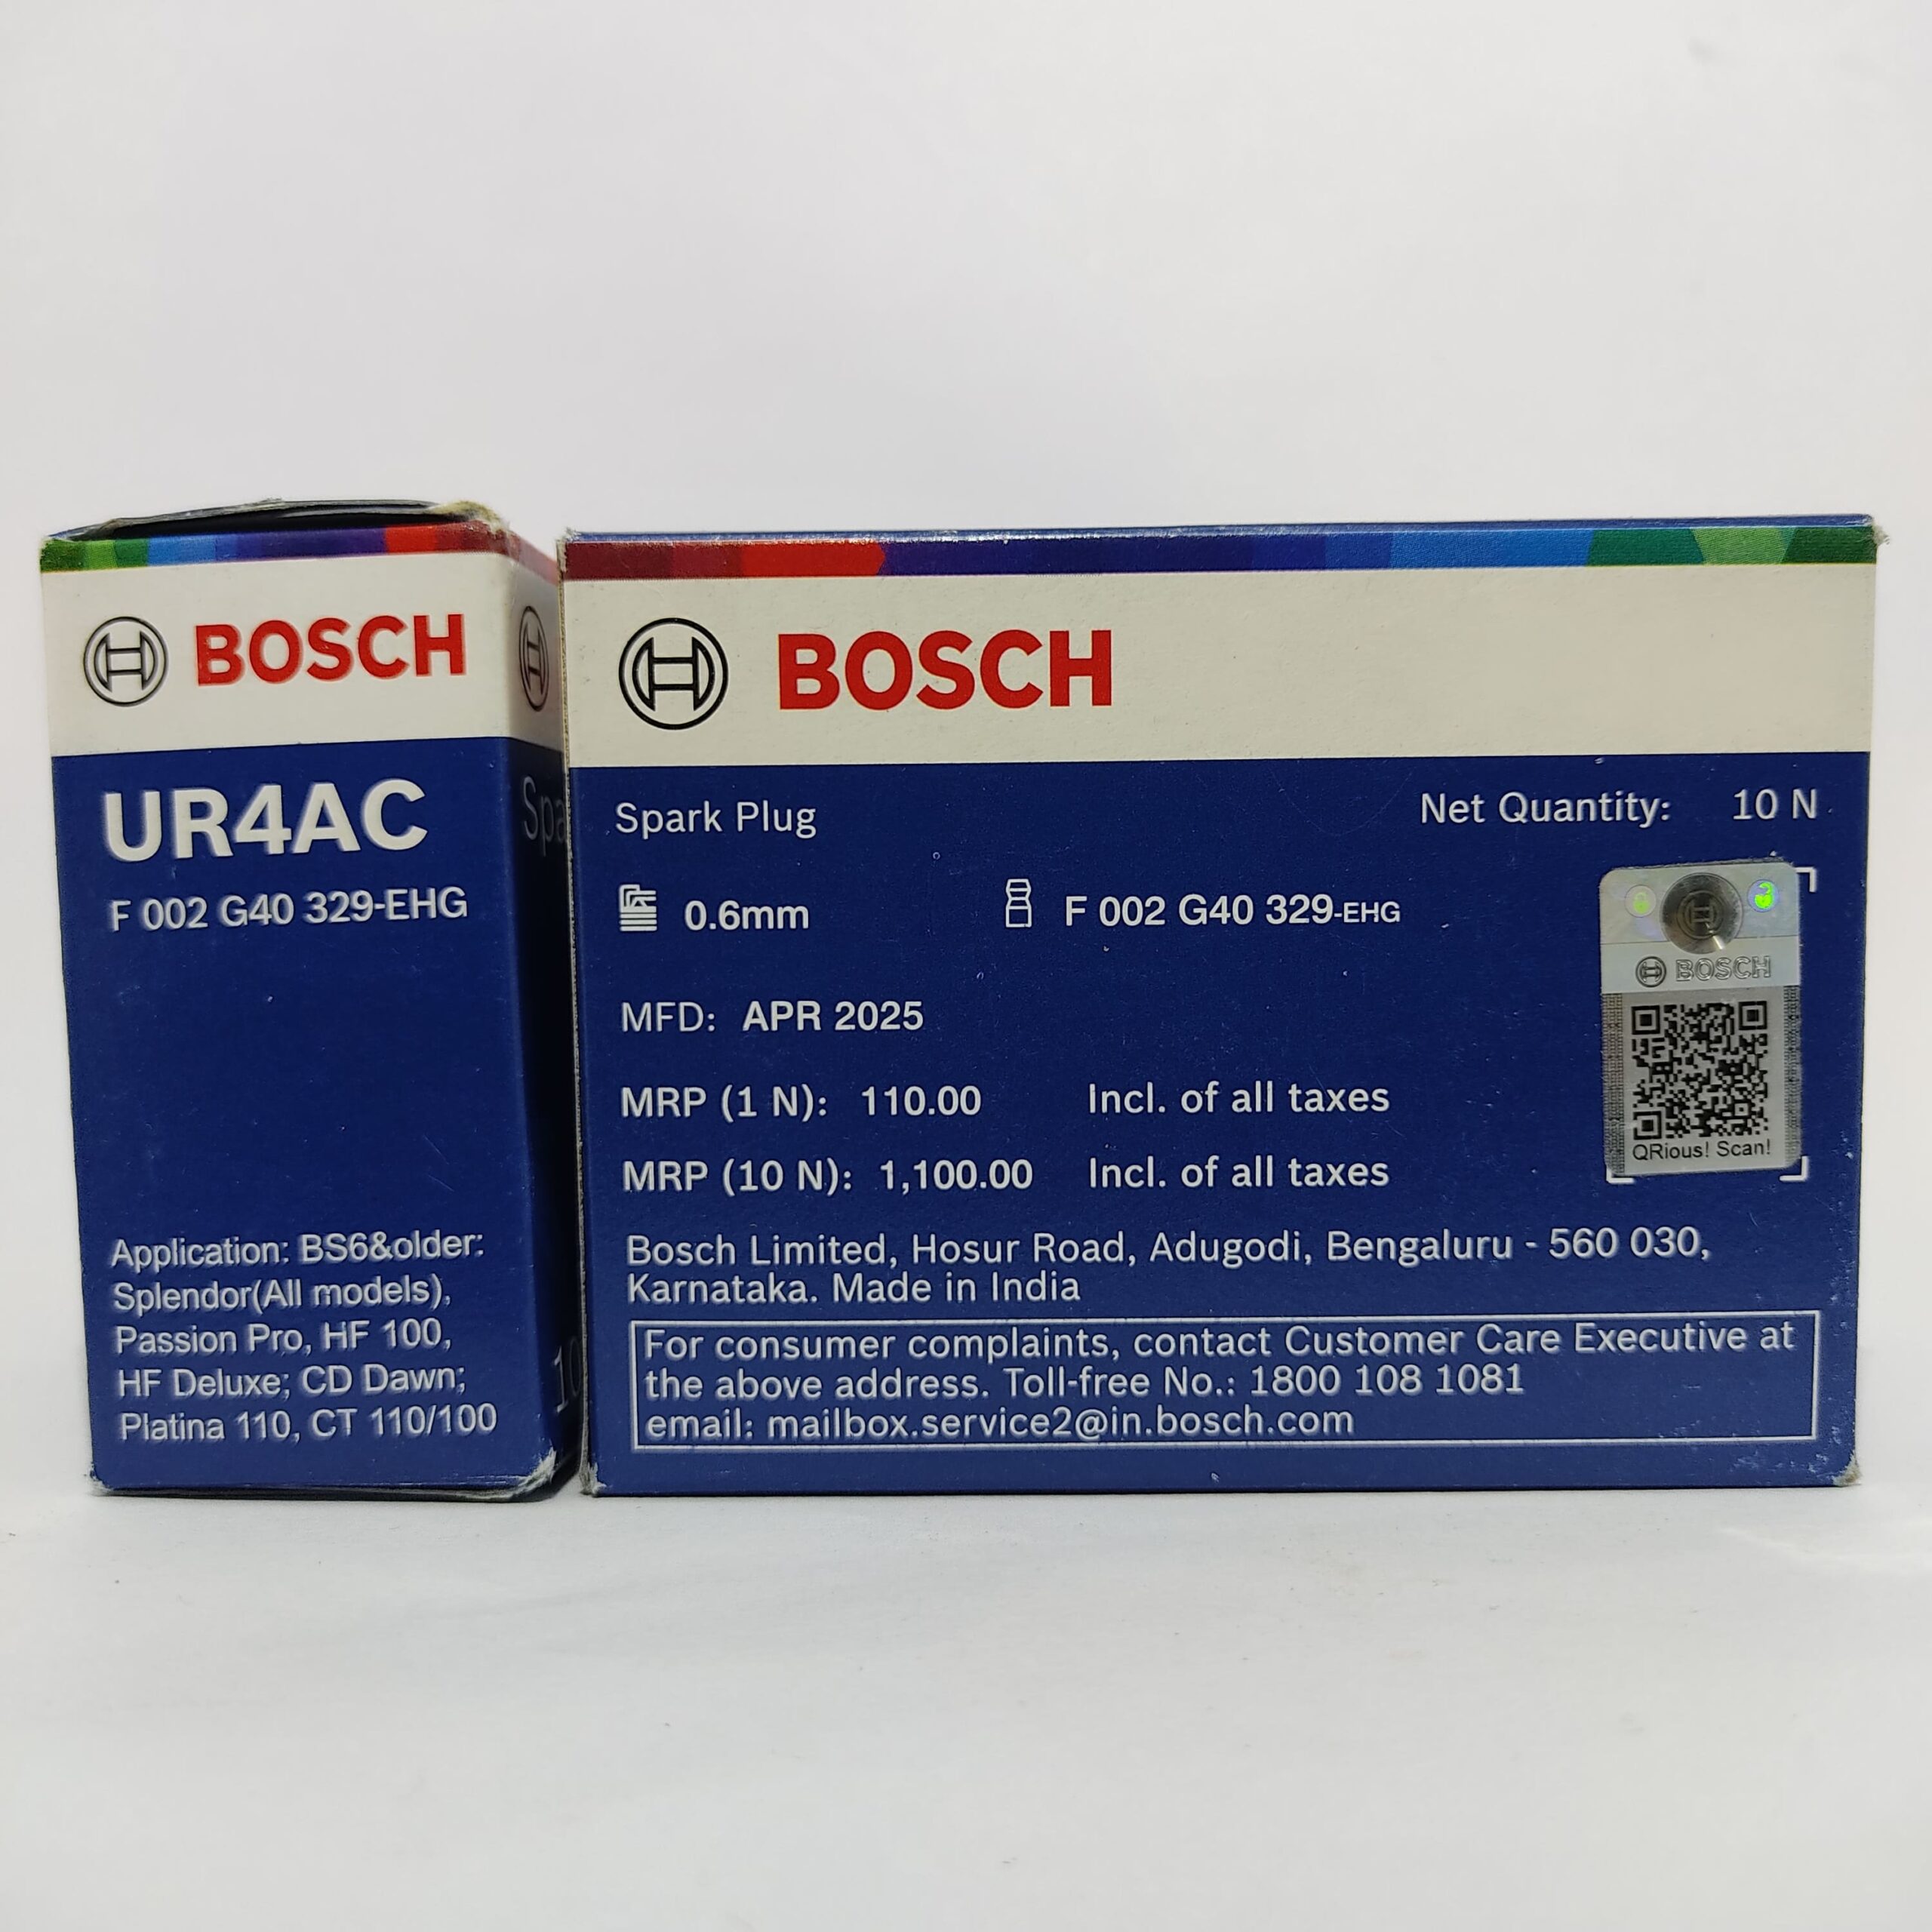 BOSCH
UR4AC
F 002 G40 329-EHG
Application: BS6&older:
Splendor(All models),
Passion Pro, HF 100,
HF Deluxe; CD Dawn;
Platina 110, CT 110/100
Spa
10
BOSCH
Spark Plug
Net Quantity: 10 N
0.6mm
F 002 G40 329-EHG
MFD: APR 2025
MRP (1 N): 110.00 Incl. of all taxes
MRP (10 N): 1,100.00 Incl. of all taxes
BOSCH
QRious! Scan!
Bosch Limited, Hosur Road, Adugodi, Bengaluru - 560 030,
Karnataka. Made in India
For consumer complaints, contact Customer Care Executive at
the above address. Toll-free No.: 1800 108 1081
email: mailbox.service2@in.bosch.com